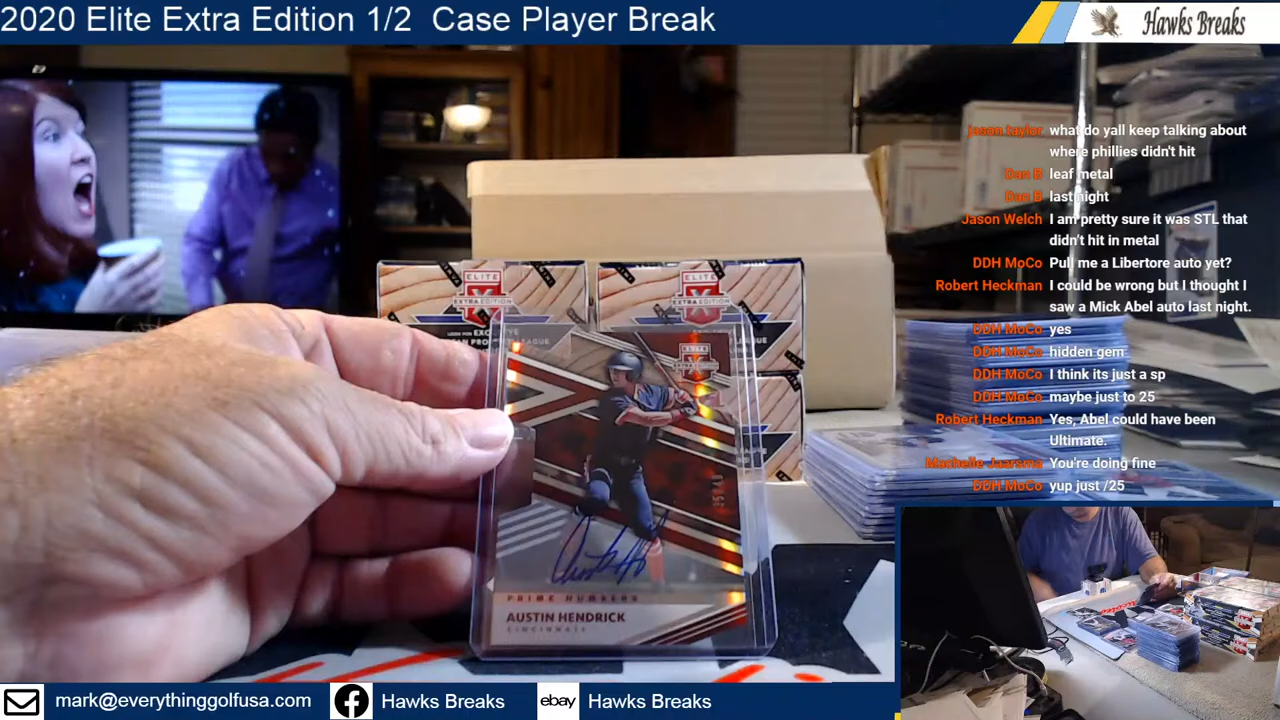 2020 Elite Extra Edition 1/2 Case Player Break
Hawks Breaks
jason taylor what do yall keep talking about
where phillies didn't hit
Dan B leaf metal
Dan B last night
Jason Welch I am pretty sure it was STL that
didn't hit in metal
DDH MoCo Pull me a Libertore auto yet?
Robert Heckman I could be wrong but I thought I
saw a Mick Abel auto last night.
DDH MoCo yes
DDH MoCo hidden gem
DDH MoCo I think its just a sp
DDH MoCo maybe just to 25
Robert Heckman Yes, Abel could have been
Ultimate.
Machelle Jaarsma You're doing fine
DDH MoCo yup just /25
ELITE
X
EXTRA EDITION
ELITE
X
EXTRA EDITION
X
EXTRA EDITION
PRIME NUMBERS
AUSTIN HENDRICK
CINCINNATI
mark@everythinggolfusa.com
Hawks Breaks
ebay
Hawks Breaks